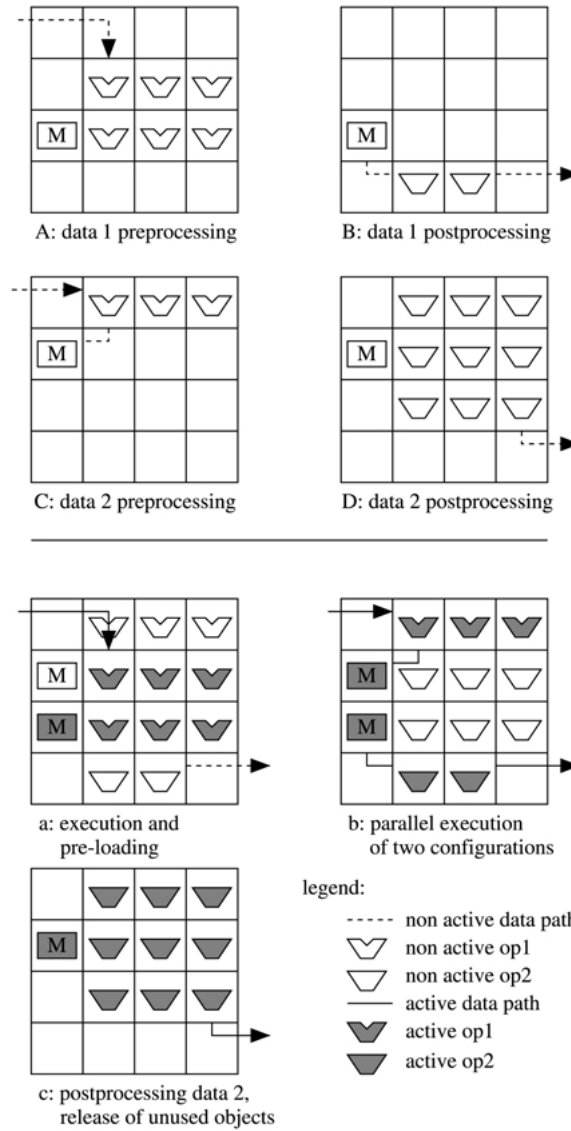 M
A: data 1 preprocessing
M
B: data 1 postprocessing
M
C: data 2 preprocessing
M
D: data 2 postprocessing
M
M
a: execution and
pre-loading
M
M
b: parallel execution
of two configurations
M
c: postprocessing data 2,
release of unused objects
legend:
non active data path
non active op1
non active op2
active data path
active op1
active op2